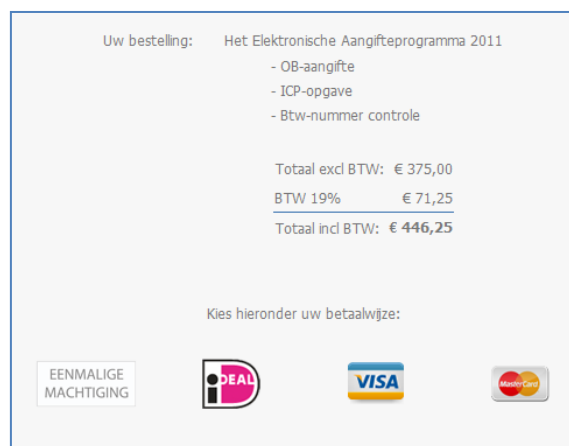 Uw bestelling: Het Elektronische Aangifteprogramma 2011
- OB-aangifte
- ICP-opgave
- Btw-nummer controle
Totaal excl BTW: € 375,00
BTW 19% € 71,25
Totaal incl BTW: € 446,25
Kies hieronder uw betaalwijze:
EENMALIGE
MACHTIGING
iDEAL
VISA
MasterCard